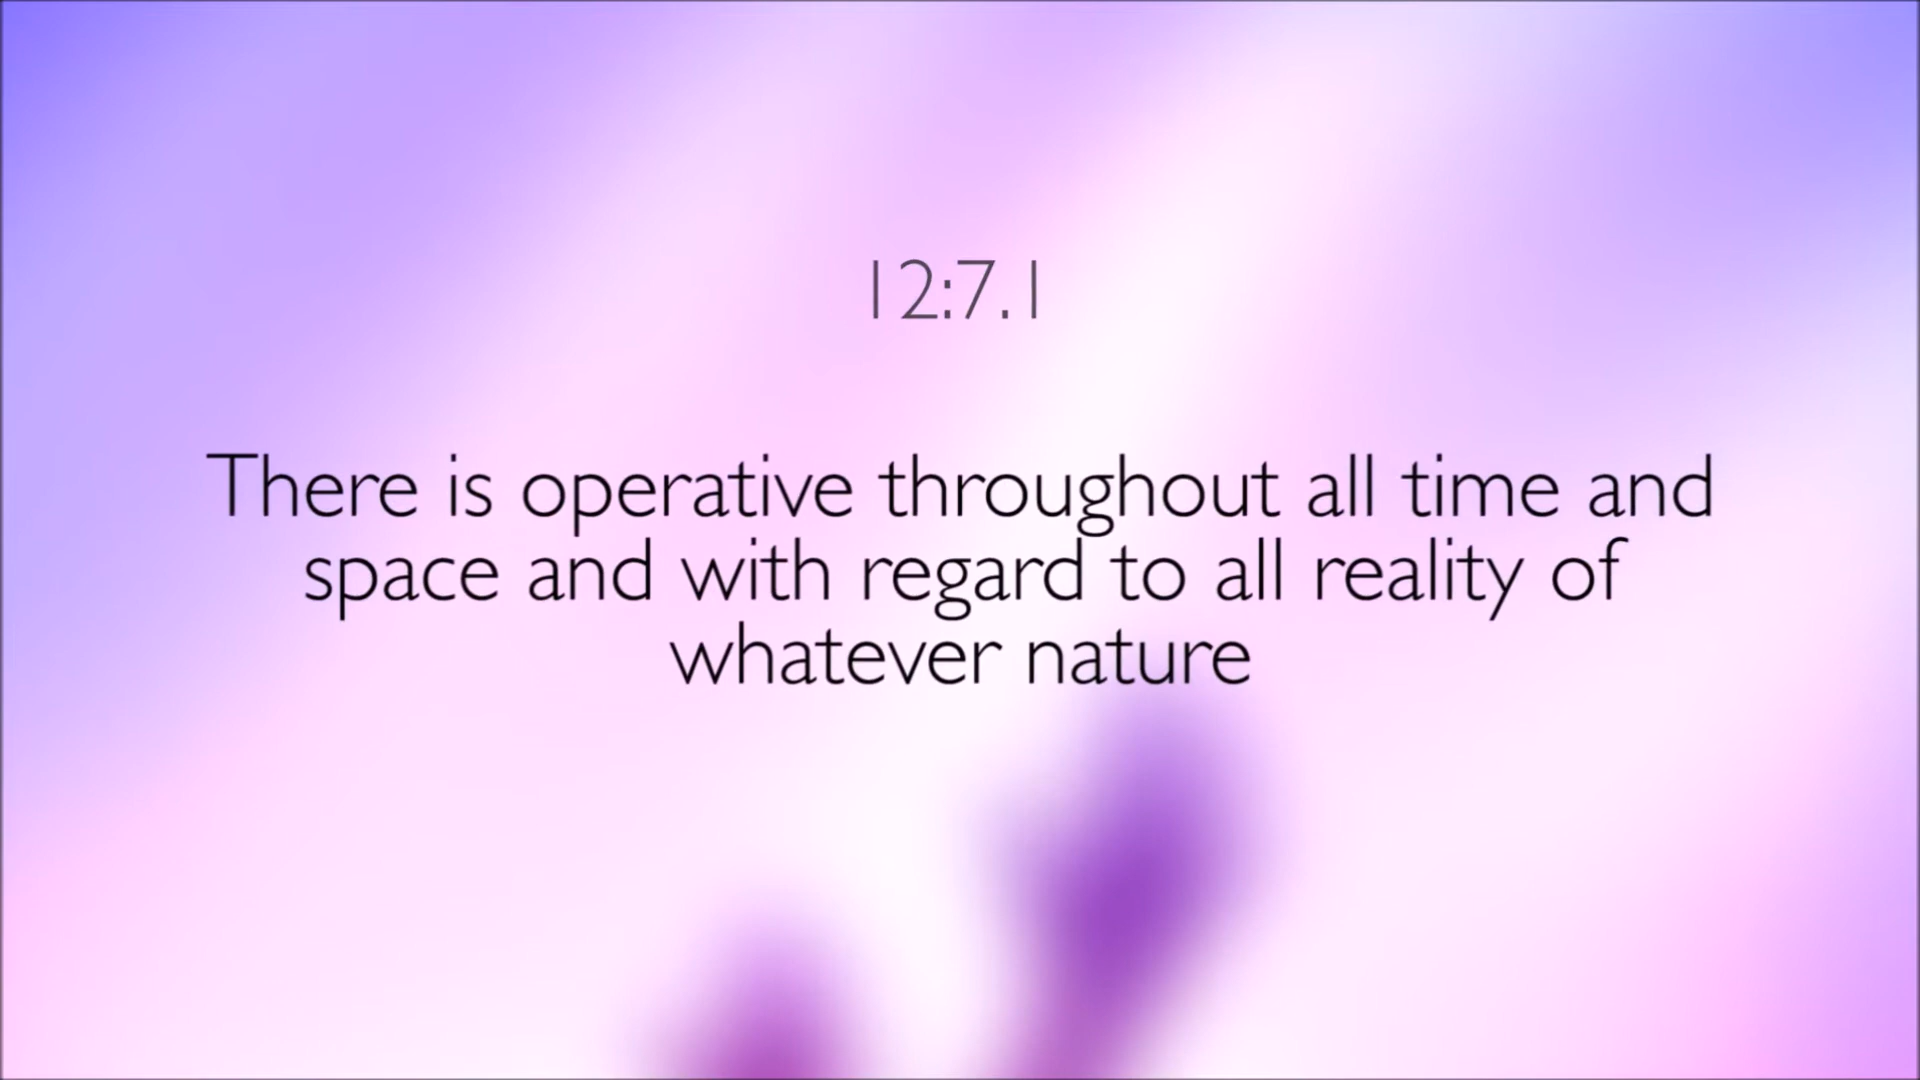 12:7.1
There is operative throughout all time and
space and with regard to all reality of
whatever nature